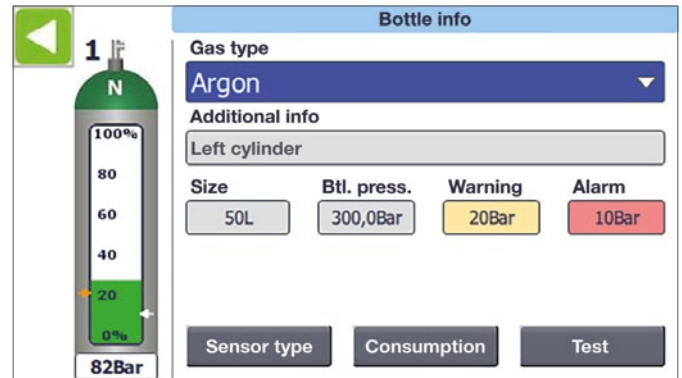 Bottle info
1
N
100%
80
60
40
20
0%
82Bar
Gas type
Argon
Additional info
Left cylinder
Size Btl. press. Warning Alarm
50L 300,0Bar 20Bar 10Bar
Sensor type Consumption Test